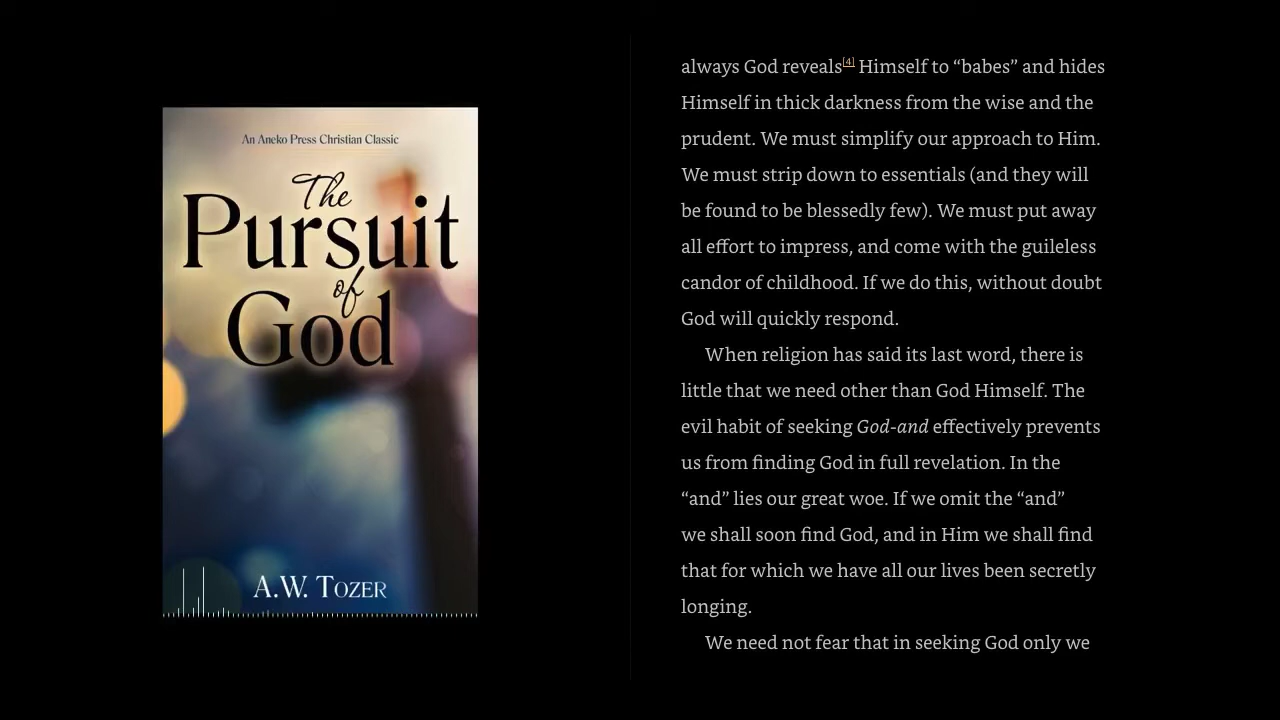 An Aneko Press Christian Classic
The
Pursuit
of
God
A.W. Tozer
always God reveals[4] Himself to “babes” and hides
Himself in thick darkness from the wise and the
prudent. We must simplify our approach to Him.
We must strip down to essentials (and they will
be found to be blessedly few). We must put away
all effort to impress, and come with the guileless
candor of childhood. If we do this, without doubt
God will quickly respond.
When religion has said its last word, there is
little that we need other than God Himself. The
evil habit of seeking God-and effectively prevents
us from finding God in full revelation. In the
“and” lies our great woe. If we omit the “and”
we shall soon find God, and in Him we shall find
that for which we have all our lives been secretly
longing.
We need not fear that in seeking God only we